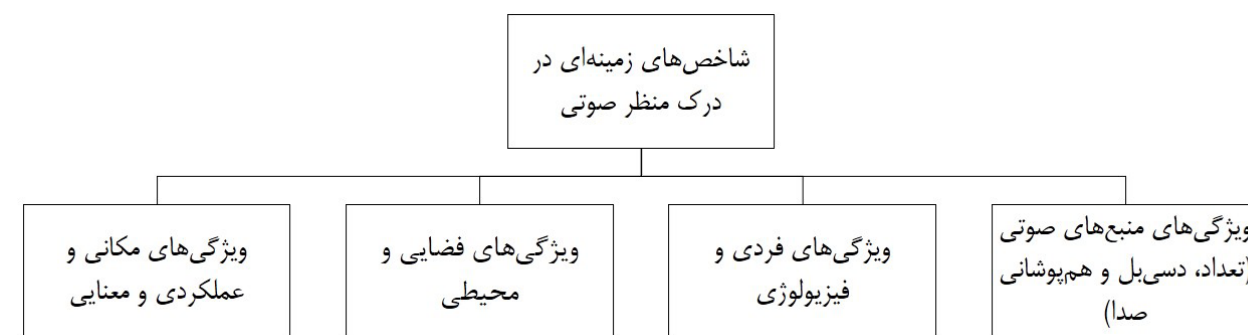 شاخص‌های زمینه‌ای در
درک منظر صوتی
ویژگی‌های منبع‌های صوتی
(تعداد، دسی‌بل و هم‌پوشانی
صدا)
ویژگی‌های فردی و
فیزیولوژی
ویژگی‌های فضایی و
محیطی
ویژگی‌های مکانی و
عملکردی و معنایی